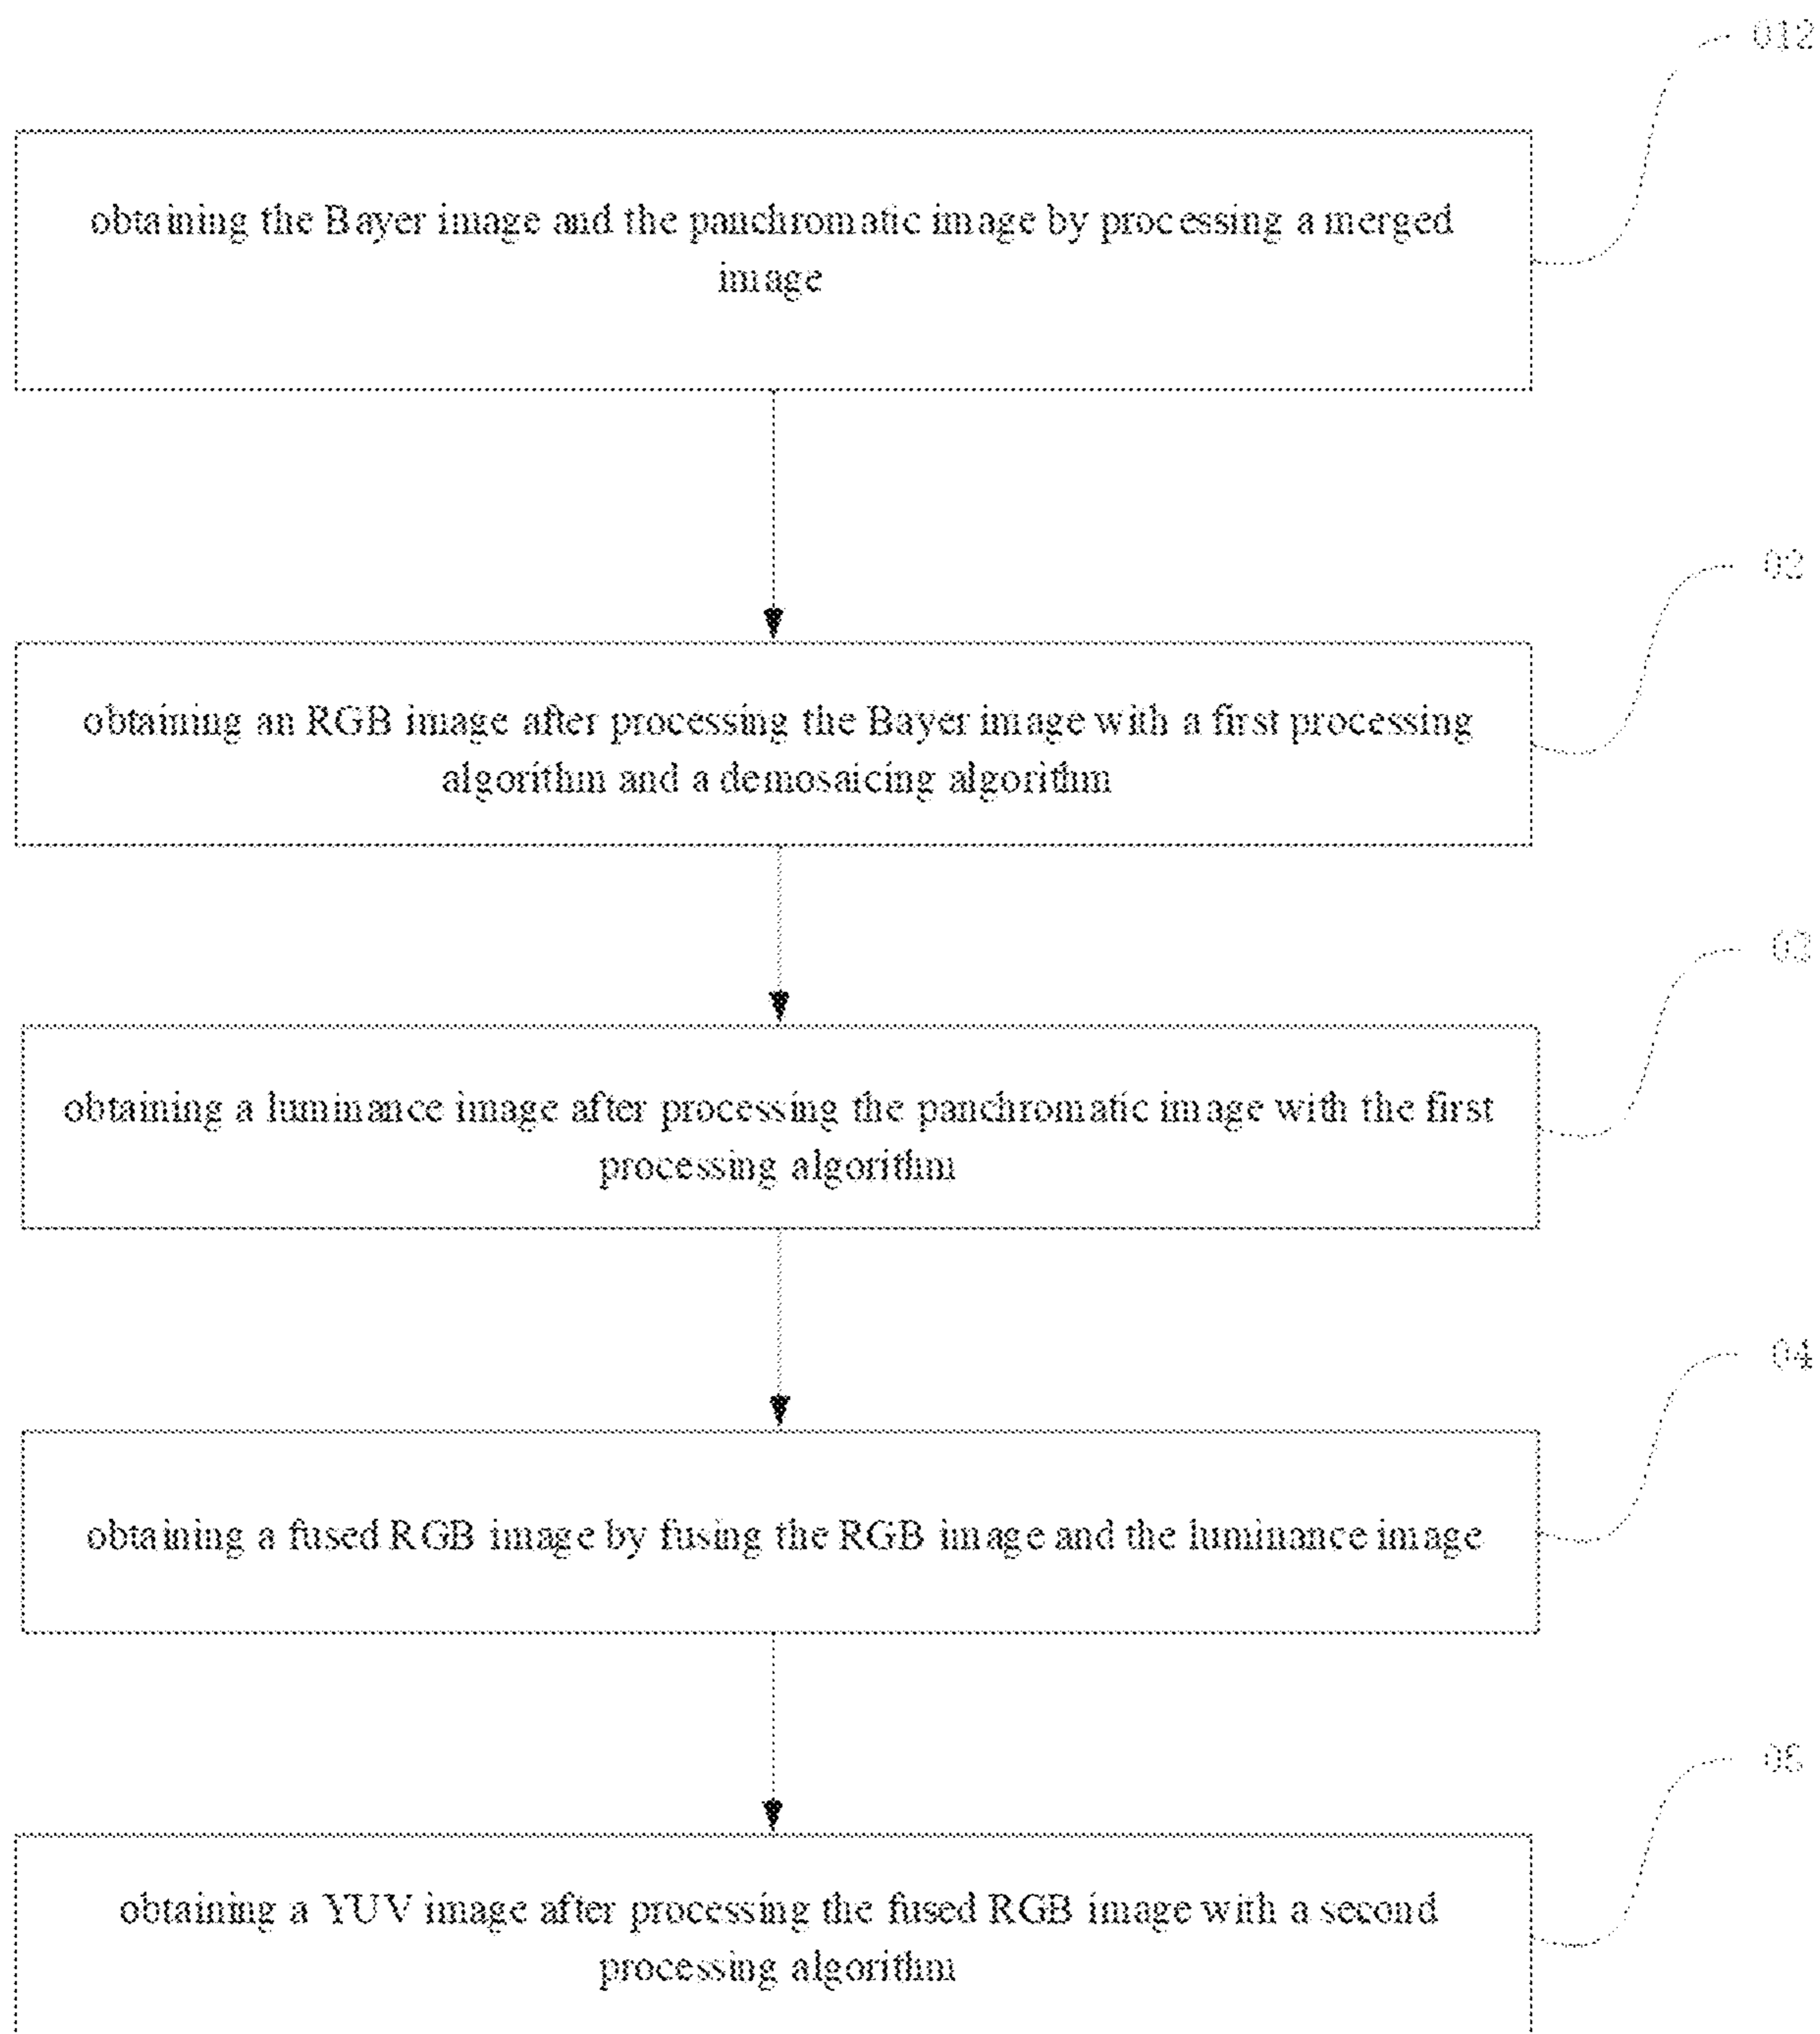 012
obtaining the Bayer image and the panchromatic image by processing a merged
image
02
obtaining an RGB image after processing the Bayer image with a first processing
algorithm and a demosaicing algorithm
03
obtaining a luminance image after processing the panchromatic image with the first
processing algorithm
04
obtaining a fused RGB image by fusing the RGB image and the luminance image
05
obtaining a YUV image after processing the fused RGB image with a second
processing algorithm